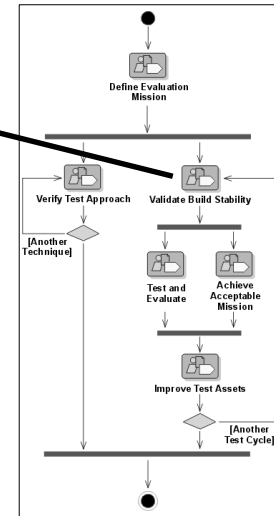 Define Evaluation
Mission
Verify Test Approach
Validate Build Stability
[Another
Technique]
Test and
Evaluate
Achieve
Acceptable
Mission
Improve Test Assets
[Another
Test Cycle]